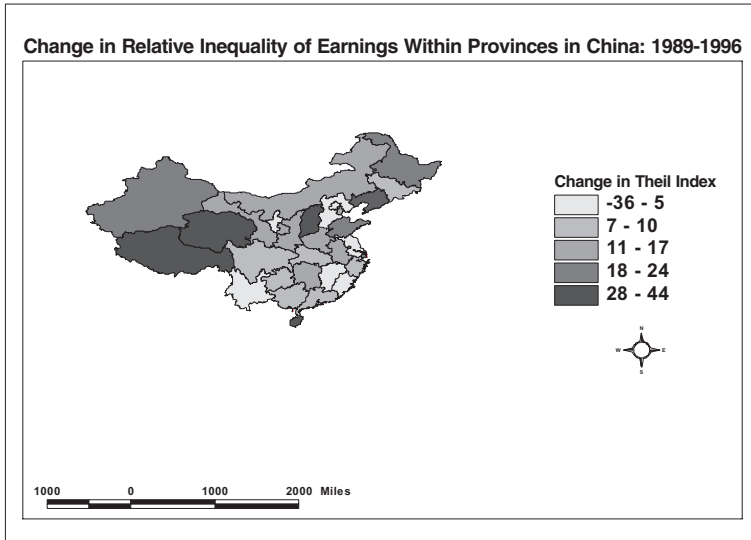 Change in Relative Inequality of Earnings Within Provinces in China: 1989-1996
Change in Theil Index
-36 - 5
7 - 10
11 - 17
18 - 24
28 - 44
N
W E
S
1000 0 1000 2000 Miles